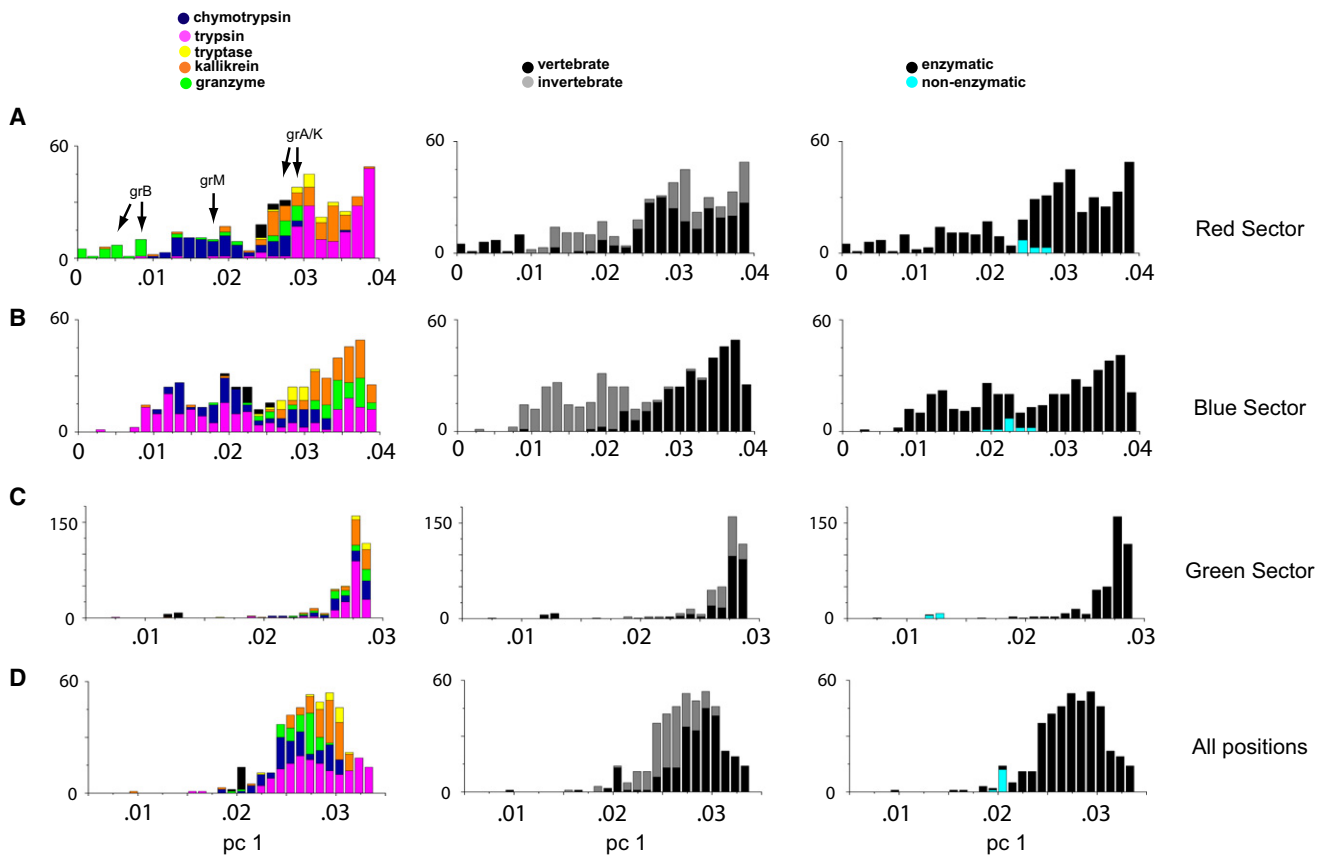 chymotrypsin
trypsin
tryptase
kallikrein
granzyme
vertebrate
invertebrate
enzymatic
non-enzymatic
A
60
0
grB
grM
grA/K
0 .01 .02 .03 .04
60
0
0 .01 .02 .03 .04
60
0
0 .01 .02 .03 .04
Red Sector
B
60
0
0 .01 .02 .03 .04
60
0
0 .01 .02 .03 .04
60
0
0 .01 .02 .03 .04
Blue Sector
C
150
0
.01 .02 .03
150
0
.01 .02 .03
150
0
.01 .02 .03
Green Sector
D
60
0
.01 .02 .03
pc 1
60
0
.01 .02 .03
pc 1
60
0
.01 .02 .03
pc 1
All positions